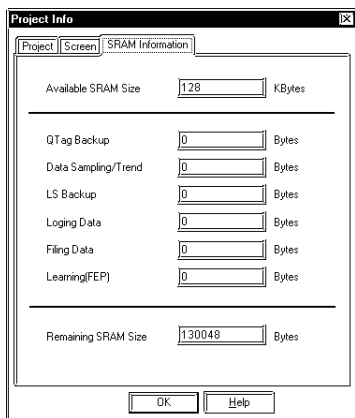 Project Info
Project Screen SRAM Information
Available SRAM Size 128 KBytes
QTag Backup 0 Bytes
Data Sampling/Trend 0 Bytes
LS Backup 0 Bytes
Loging Data 0 Bytes
Filing Data 0 Bytes
Learning(FEP) 0 Bytes
Remaining SRAM Size 130048 Bytes
OK Help